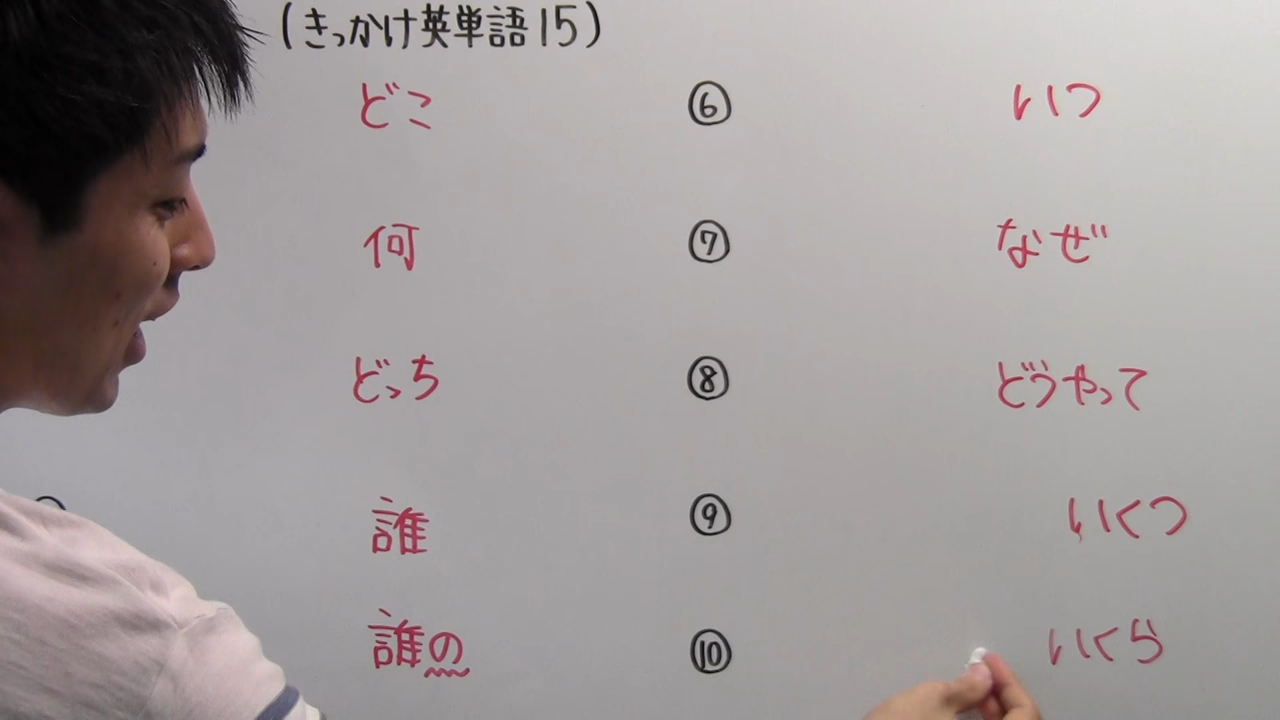 (きっかけ英単語15)
どこ ⑥ いつ
何 ⑦ なぜ
どっち ⑧ どうやって
誰 ⑨ いくつ
誰の ⑩ いくら